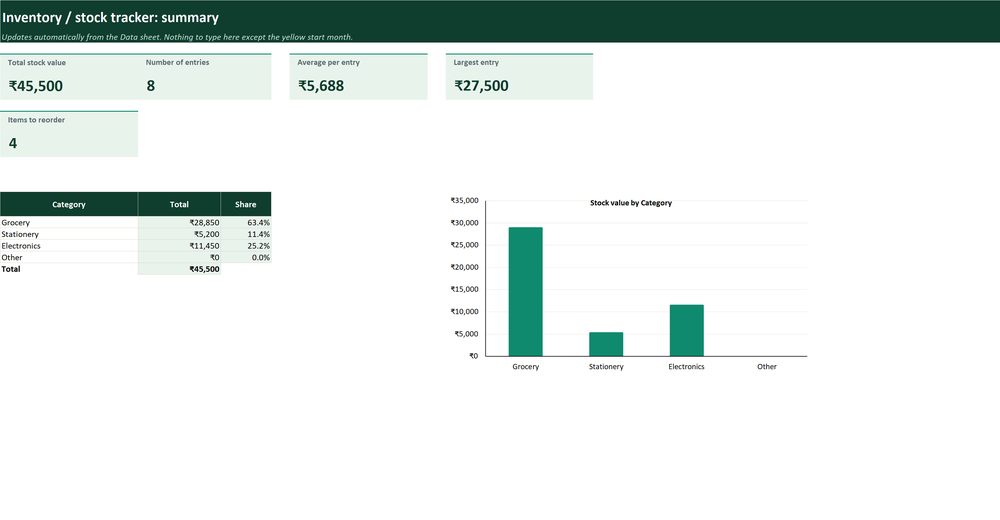 Inventory / stock tracker: summary
Updates automatically from the Data sheet. Nothing to type here except the yellow start month.
Total stock value
Number of entries
Average per entry
Largest entry
₹45,500
8
₹5,688
₹27,500
Items to reorder
4
Category Total Share
Grocery ₹28,850 63.4%
Stationery ₹5,200 11.4%
Electronics ₹11,450 25.2%
Other ₹0 0.0%
Total ₹45,500
Stock value by Category
₹35,000
₹30,000
₹25,000
₹20,000
₹15,000
₹10,000
₹5,000
₹0
Grocery Stationery Electronics Other